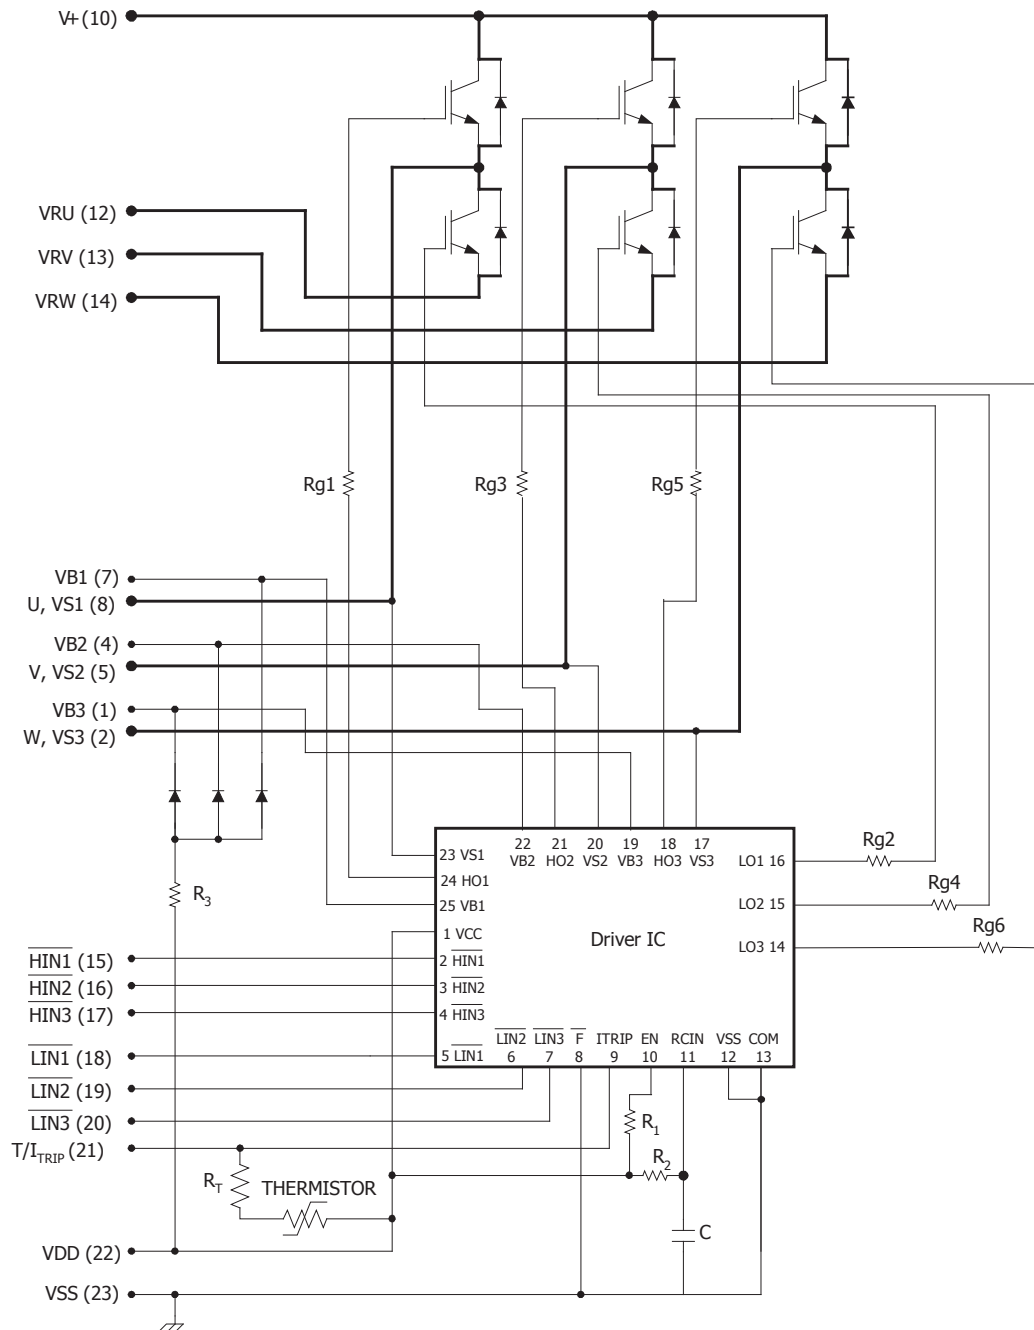 V+ (10)
VRU (12)
VRV (13)
VRW (14)
Rg1
Rg3
Rg5
VB1 (7)
U, VS1 (8)
VB2 (4)
V, VS2 (5)
VB3 (1)
W, VS3 (2)
22 21 20 19 18 17
VB2 HO2 VS2 VB3 HO3 VS3
23 VS1
24 HO1
25 VB1
1 VCC
2 HIN1
3 HIN2
4 HIN3
5 LIN1
Driver IC
LO1 16
LO2 15
LO3 14
Rg2
Rg4
Rg6
LIN2 LIN3 F ITRIP EN RCIN VSS COM
6 7 8 9 10 11 12 13
R3
HIN1 (15)
HIN2 (16)
HIN3 (17)
LIN1 (18)
LIN2 (19)
LIN3 (20)
T/ITRIP (21)
R1
R2
RT
THERMISTOR
C
VDD (22)
VSS (23)